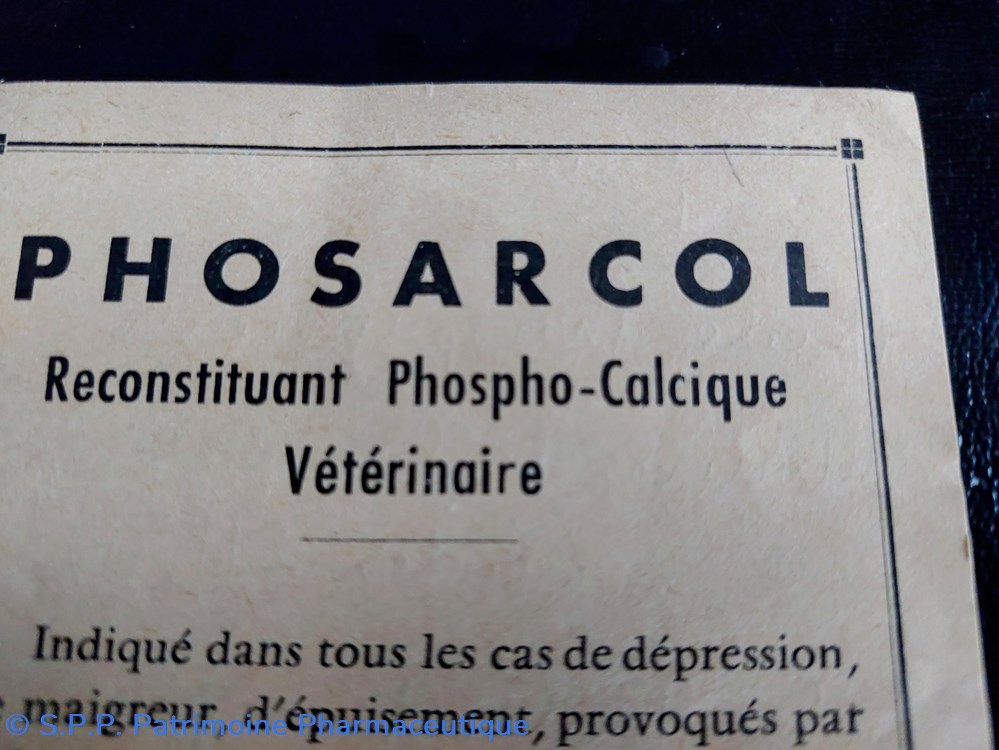 PHOSARCOL
Reconstituant Phospho-Calcique
Vétérinaire
Indiqué dans tous les cas de dépression,
maigreur, d'épuisement, provoqués par
© S.P.P. Patrimoine Pharmaceutique